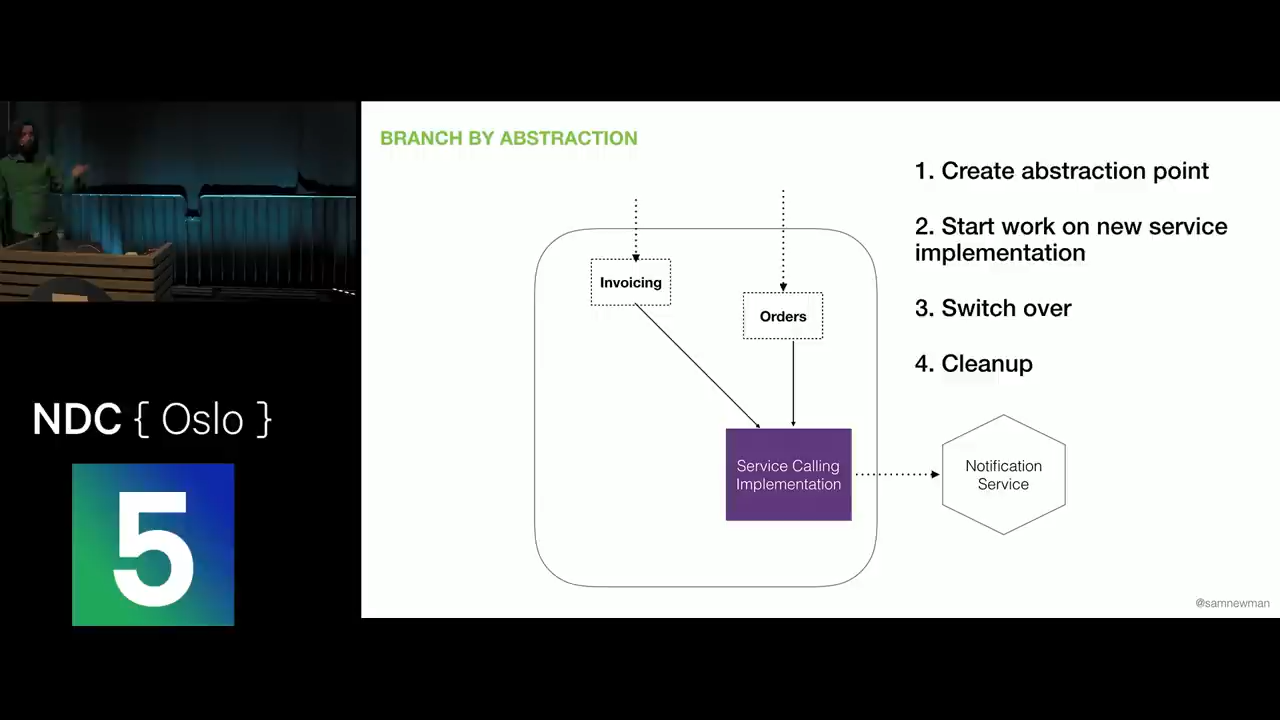 BRANCH BY ABSTRACTION
1. Create abstraction point
2. Start work on new service
implementation
3. Switch over
4. Cleanup
Invoicing
Orders
Service Calling
Implementation
Notification
Service
@samnewman
NDC { Oslo }
5